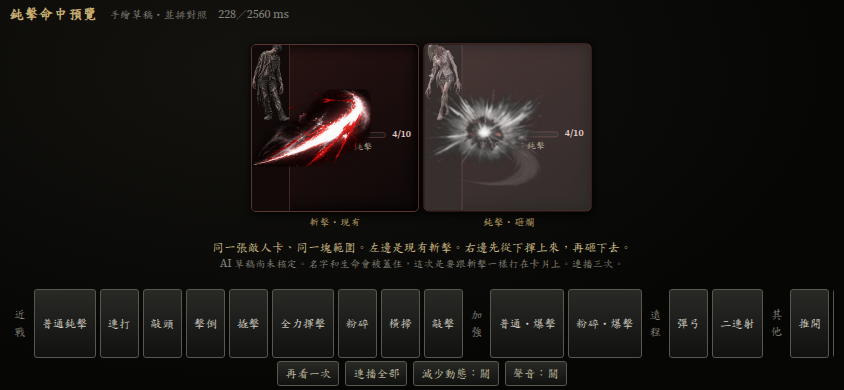 鈍擊命中預覽 手繪草稿・並排對照 228／2560 ms
4/10
鈍擊
4/10
鈍擊
斬擊・現有
鈍擊・砸爛
同一張敵人卡、同一塊範圍。左邊是現有斬擊。右邊先從下揮上來，再砸下去。
AI 草稿尚未核定。名字和生命會被蓋住，這次是要跟斬擊一樣打在卡片上。連播三次。
近戰 普通鈍擊 連打 敲頭 擊倒 猛擊 全力揮擊 粉碎 橫掃 敲擊 加強 普通・爆擊 粉碎・爆擊 遠程 彈弓 二連射 其他 推開
再看一次 連播全部 減少動態：關 聲音：關